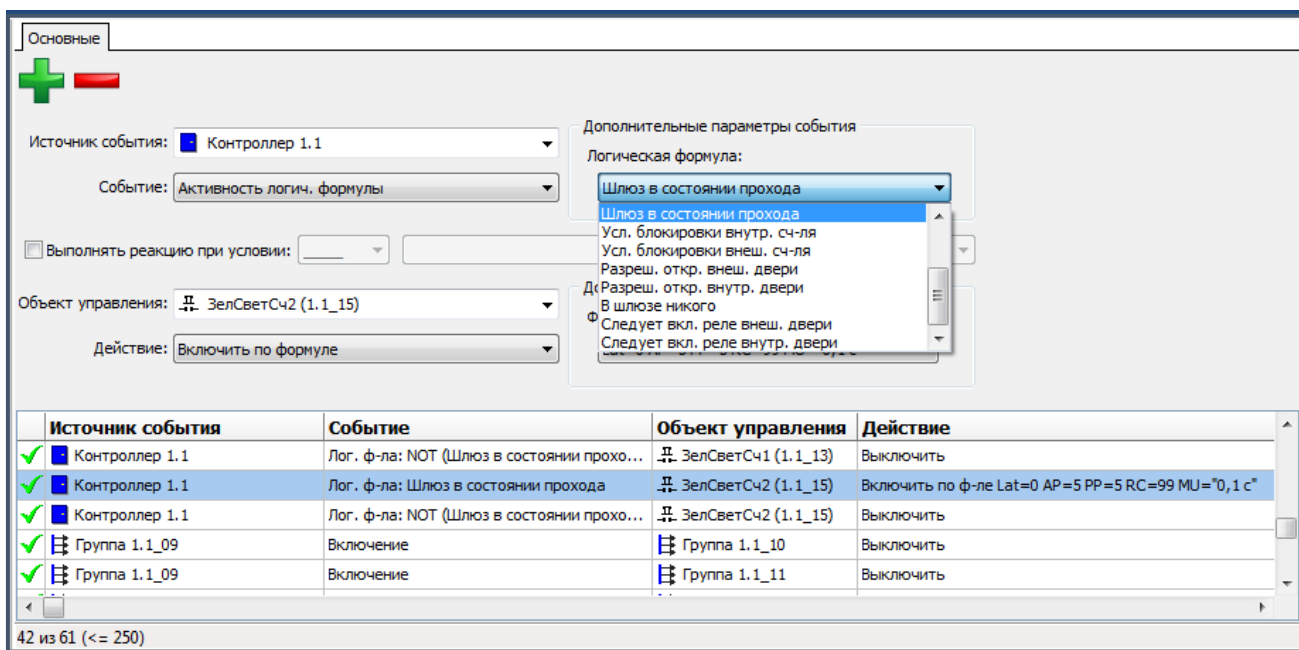 Основные
Дополнительные параметры события
Источник события: Контроллер 1.1
Логическая формула:
Событие: Активность логич. формулы
Шлюз в состоянии прохода
Шлюз в состоянии прохода
Усл. блокировки внутр. сч-ля
Усл. блокировки внеш. сч-ля
Разреш. откр. внеш. двери
Разреш. откр. внутр. двери
В шлюзе никого
Следует вкл. реле внеш. двери
Следует вкл. реле внутр. двери
Выполнять реакцию при условии:
Объект управления: ЗелСветСч2 (1.1_15)
Действие: Включить по формуле
Источник события Событие Объект управления Действие
Контроллер 1.1 Лог. ф-ла: NOT (Шлюз в состоянии прохо... ЗелСветСч1 (1.1_13) Выключить
Контроллер 1.1 Лог. ф-ла: Шлюз в состоянии прохода ЗелСветСч2 (1.1_15) Включить по ф-ле Lat=0 AP=5 PP=5 RC=99 MU="0,1 с"
Контроллер 1.1 Лог. ф-ла: NOT (Шлюз в состоянии прохо... ЗелСветСч2 (1.1_15) Выключить
Группа 1.1_09 Включение Группа 1.1_10 Выключить
Группа 1.1_09 Включение Группа 1.1_11 Выключить
42 из 61 (<= 250)